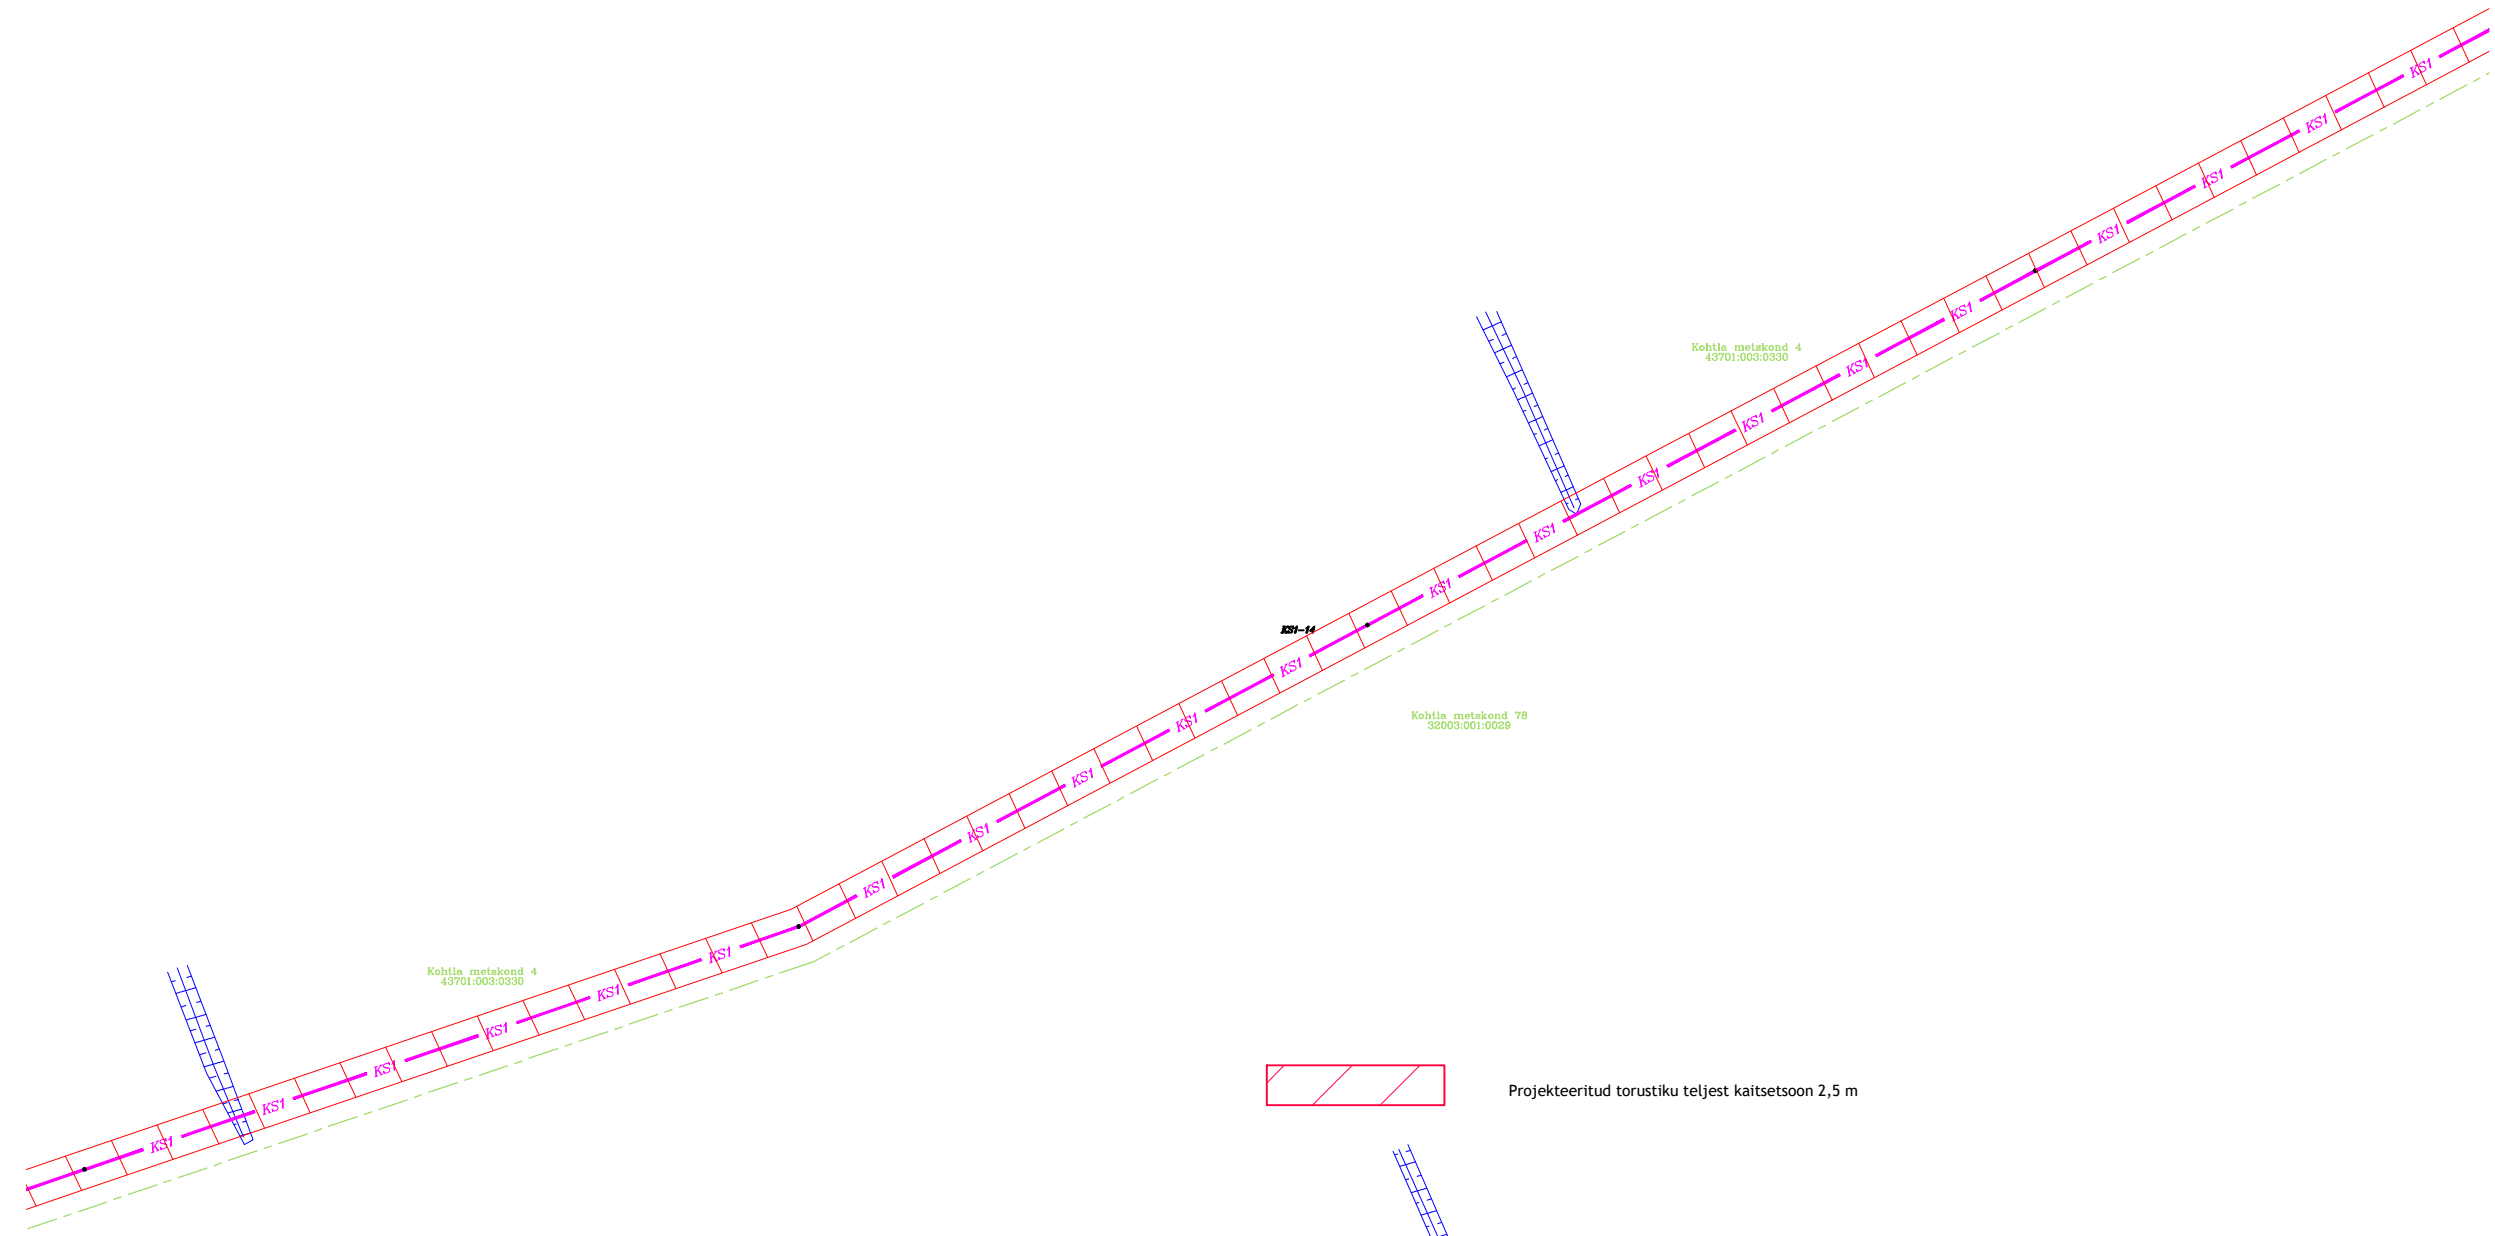 KS1
KS1
KS1
KS1
KS1
KS1
KS1
Kohtla metskond 4
43701:003:0330
KS1
KS1
KS1
KS1
KS1
KS1-14
KS1
KS1
Kohtla metskond 78
32003:001:0029
KS1
KS1
KS1
KS1
Kohtla metskond 4
43701:003:0330
KS1
KS1
KS1
KS1
KS1
KS1
Projekteeritud torustiku teljest kaitsetsoon 2,5 m